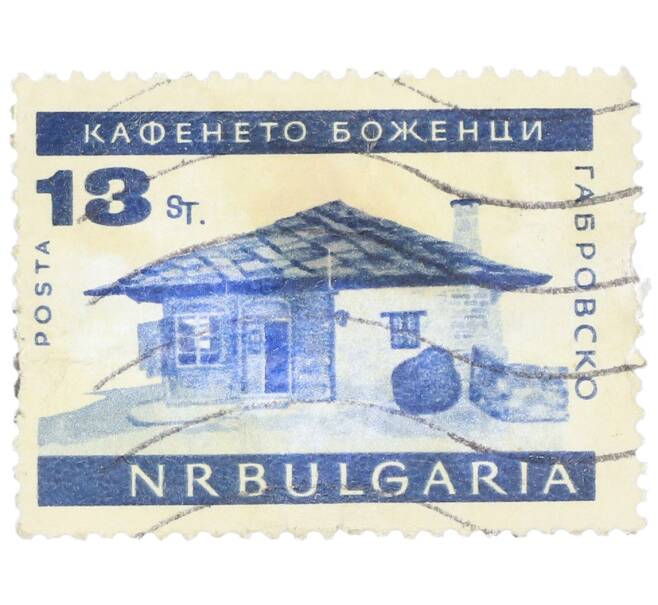 КАФЕНЕТО БОЖЕНЦИ
13 ST.
POSTA
ГАБРОВСКО
NRBULGARIA